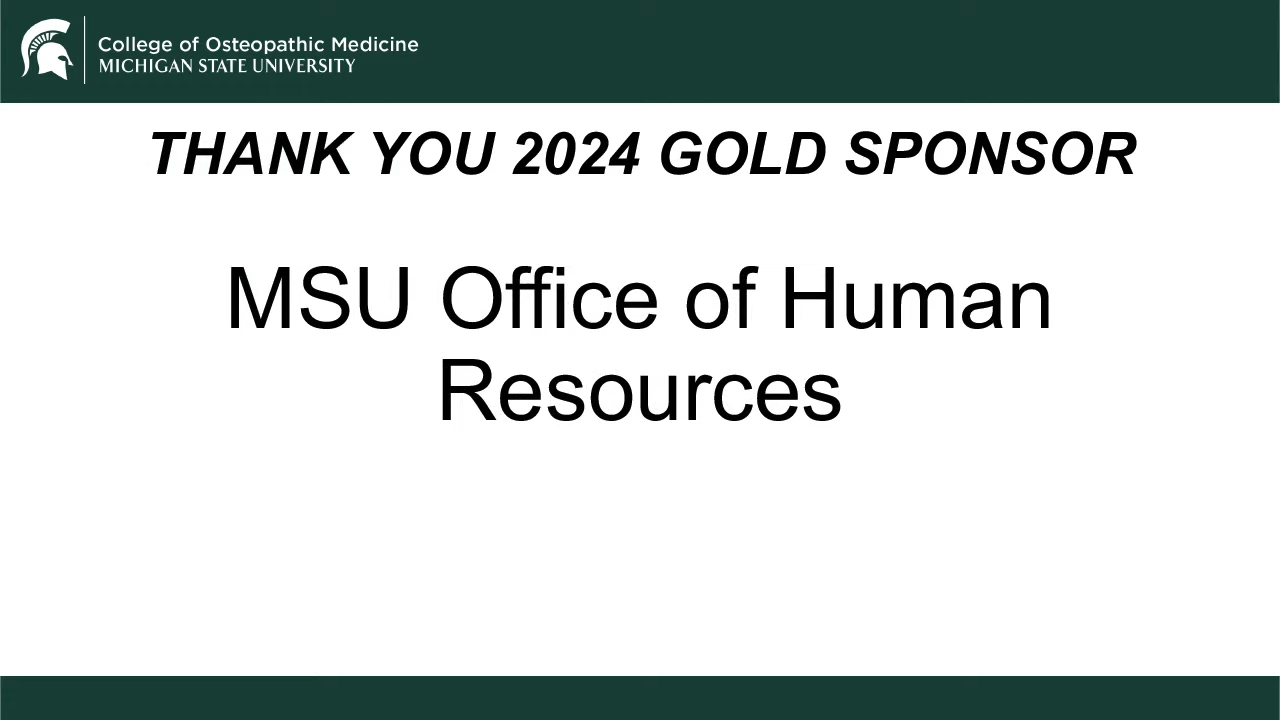 College of Osteopathic Medicine
MICHIGAN STATE UNIVERSITY
THANK YOU 2024 GOLD SPONSOR
MSU Office of Human
Resources